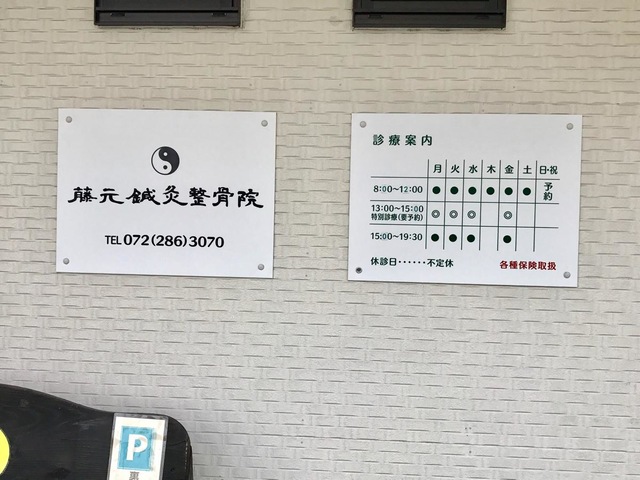 藤元鍼灸整骨院
TEL 072(286)3070
診療案内
月 火 水 木 金 土 日・祝
8:00~12:00 ● ● ● ● ● ● 予約
13:00~15:00 ◎ ◎ ◎ ◎
特別診療(要予約)
15:00~19:30 ● ● ● ●
休診日・・・・・・不定休 各種保険取扱
P
裏